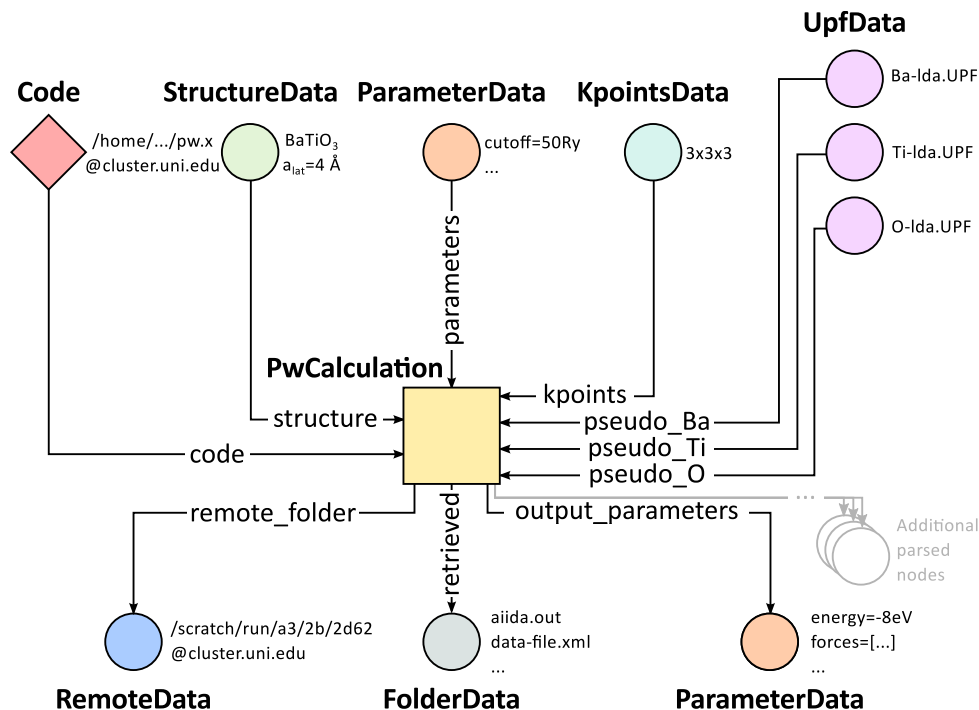 UpfData
Code
StructureData
ParameterData
KpointsData
Ba-lda.UPF
/home/.../pw.x
@cluster.uni.edu
BaTiO₃
aₗₐₜ=4 Å
cutoff=50Ry
...
3x3x3
Ti-lda.UPF
O-lda.UPF
parameters
PwCalculation
kpoints
structure
pseudo_Ba
code
pseudo_Ti
pseudo_O
remote_folder
retrieved
output_parameters
...
Additional
parsed
nodes
/scratch/run/a3/2b/2d62
@cluster.uni.edu
aiida.out
data-file.xml
...
energy=-8eV
forces=[...]
...
RemoteData
FolderData
ParameterData